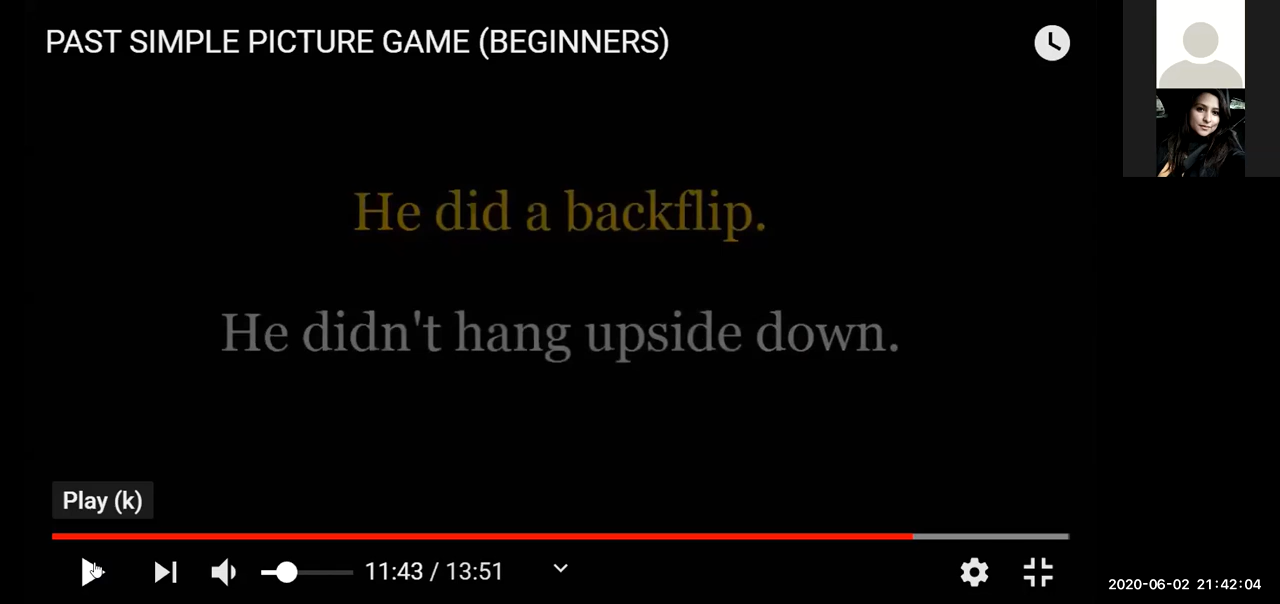 PAST SIMPLE PICTURE GAME (BEGINNERS)
He did a backflip.
He didn't hang upside down.
Play (k)
11:43 / 13:51
2020-06-02 21:42:04